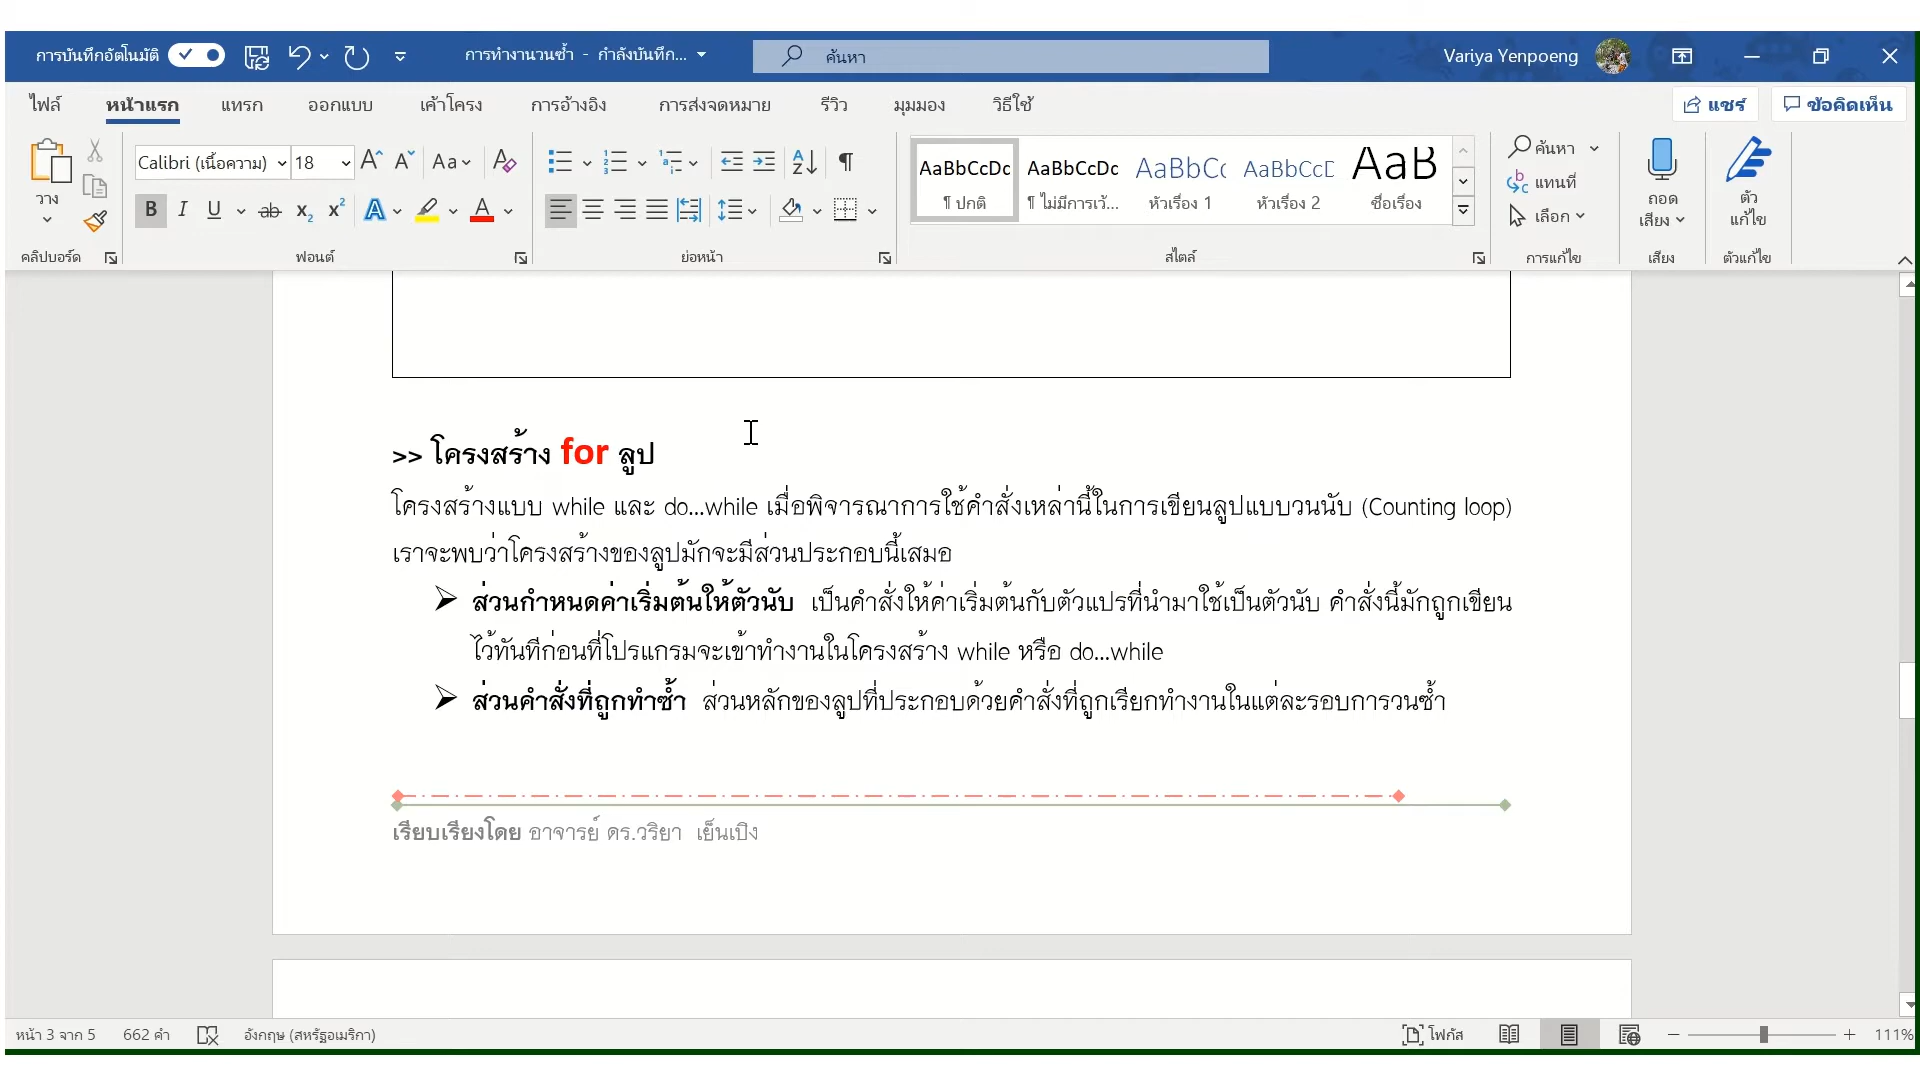 การบันทึกอัตโนมัติ
การทำงานวนซ้ำ - กำลังบันทึก...
ค้นหา
Variya Yenpoeng
ไฟล์ หน้าแรก แทรก ออกแบบ เค้าโครง การอ้างอิง การส่งจดหมาย รีวิว มุมมอง วิธีใช้ แชร์ ข้อคิดเห็น
วาง
คลิปบอร์ด
Calibri (เนื้อความ) 18
ฟอนต์
ย่อหน้า
AaBbCcDc AaBbCcDc AaBbCc AaBbCcD AaB
¶ ปกติ ¶ ไม่มีการเว้... หัวเรื่อง 1 หัวเรื่อง 2 ชื่อเรื่อง
สไตล์
ค้นหา
แทนที่
เลือก
การแก้ไข
ถอด
เสียง
เสียง
ตัว
แก้ไข
ตัวแก้ไข
>> โครงสร้าง for ลูป
โครงสร้างแบบ while และ do...while เมื่อพิจารณาการใช้คำสั่งเหล่านี้ในการเขียนลูปแบบวนนับ (Counting loop)
เราจะพบว่าโครงสร้างของลูปมักจะมีส่วนประกอบนี้เสมอ
➢ ส่วนกำหนดค่าเริ่มต้นให้ตัวนับ เป็นคำสั่งให้ค่าเริ่มต้นกับตัวแปรที่นำมาใช้เป็นตัวนับ คำสั่งนี้มักถูกเขียน
ไว้ทันทีก่อนที่โปรแกรมจะเข้าทำงานในโครงสร้าง while หรือ do...while
➢ ส่วนคำสั่งที่ถูกทำซ้ำ ส่วนหลักของลูปที่ประกอบด้วยคำสั่งที่ถูกเรียกทำงานในแต่ละรอบการวนซ้ำ
เรียบเรียงโดย อาจารย์ ดร.วริยา เย็นเปิง
หน้า 3 จาก 5 662 คำ อังกฤษ (สหรัฐอเมริกา) โฟกัส 111%